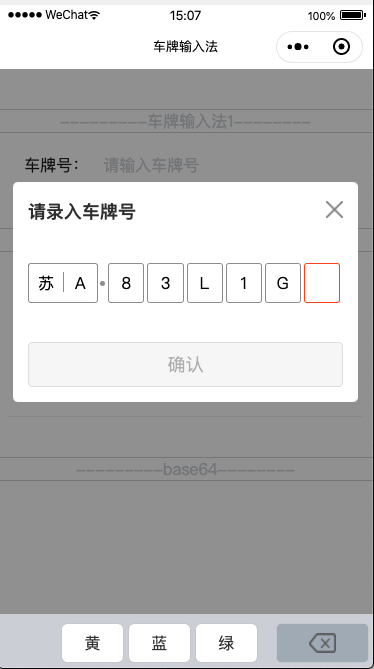 WeChat 15:07 100%
车牌输入法
---------车牌输入法1---------
车牌号： 请输入车牌号
请录入车牌号
苏 A • 8 3 L 1 G
确认
---------base64---------
黄 蓝 绿